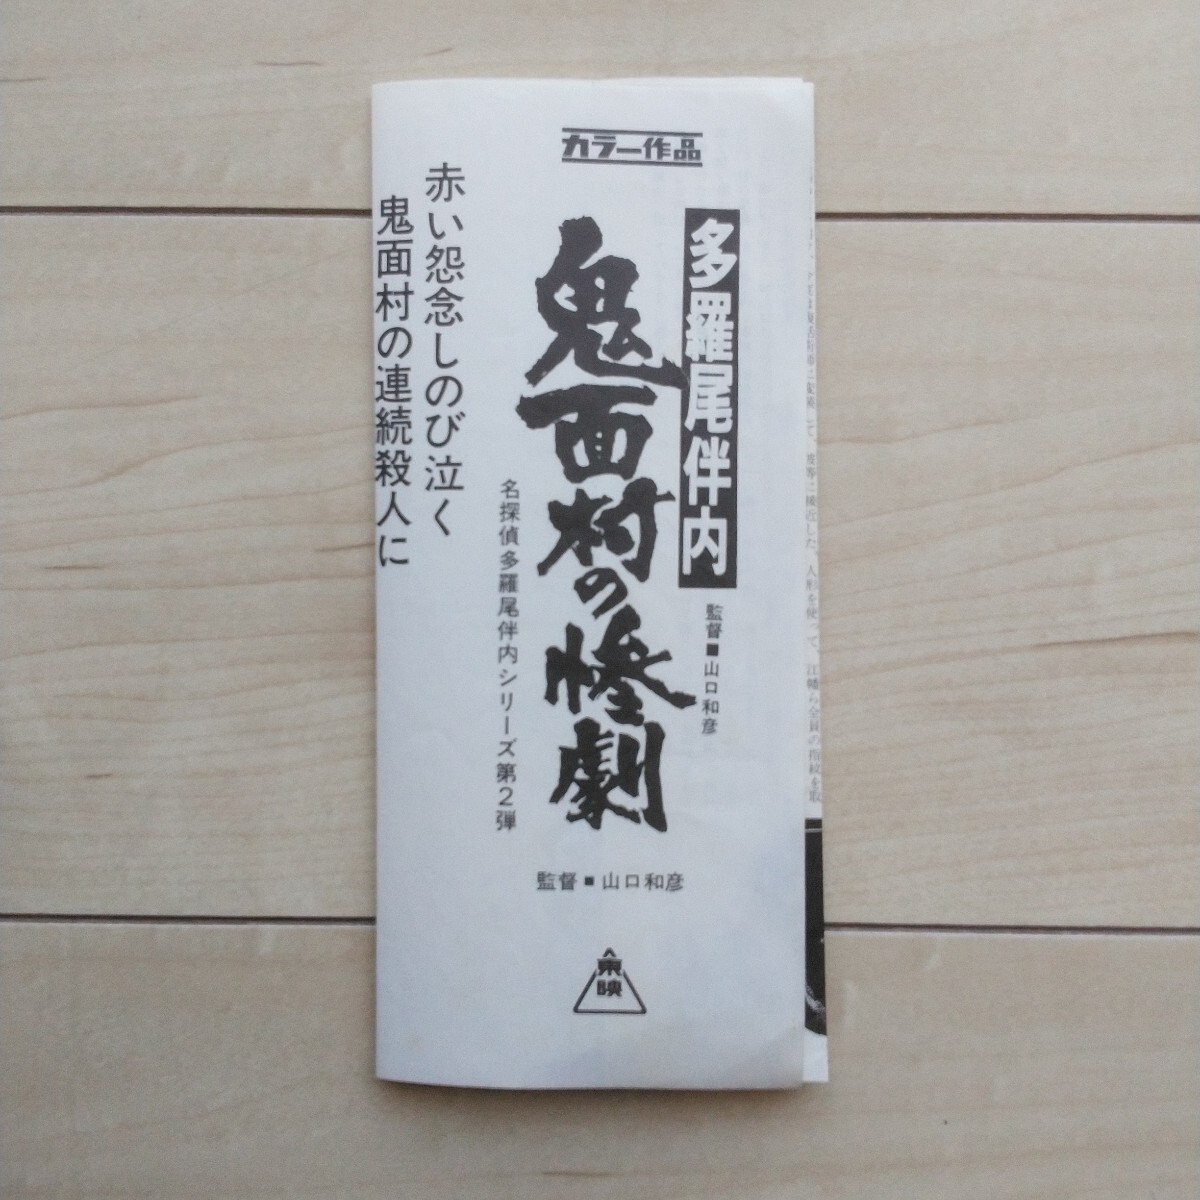 カラー作品
多羅尾伴内
監督■山口和彦
鬼面村の惨劇
名探偵多羅尾伴内シリーズ第2弾
赤い怨念しのび泣く
鬼面村の連続殺人に
監督■山口和彦
東映